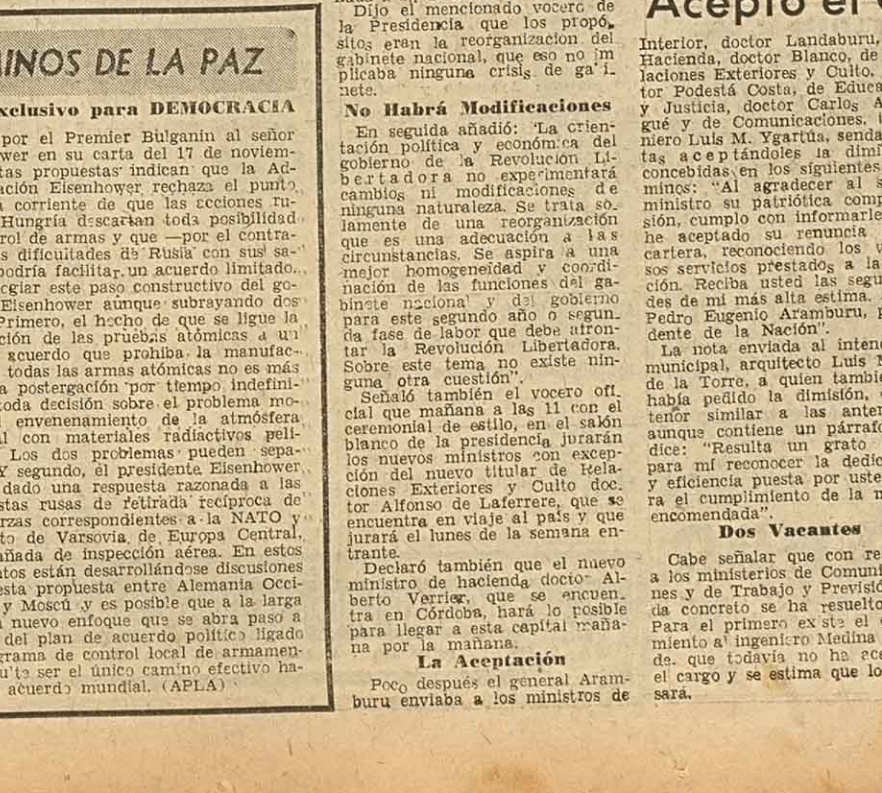 INOS DE LA PAZ
xclusivo para DEMOCRACIA
por el Premier Bulganin al señor
wer en su carta del 17 de noviem-
tas propuestas indican que la Ad-
ación Eisenhower rechaza el punto
corriente de que las acciones ru-
Hungría descartan toda posibilidad
rol de armas y que —por el contra-
s dificultades de Rusia con sus sa-
podría facilitar un acuerdo limitado.
ogiar este paso constructivo del go-
Eisenhower aunque subrayando dos
Primero, el hecho de que se ligue la
ción de las pruebas atómicas a un
acuerdo que prohiba la manufac-
todas las armas atómicas no es más
a postergación por tiempo indefini-
toda decisión sobre el problema mo-
l envenenamiento de la atmósfera
al con materiales radiactivos peli-
Los dos problemas pueden sepa-
Y segundo, el presidente Eisenhower
dado una respuesta razonada a las
stas rusas de retirada recíproca de
rzas correspondientes a la NATO y
to de Varsovia, de Europa Central,
añada de inspección aérea. En estos
ntos están desarrollándose discusiones
esta propuesta entre Alemania Occi-
y Moscú y es posible que a la larga
nuevo enfoque que se abra paso a
del plan de acuerdo político ligado
grama de control local de armamen-
u'te ser el único camino efectivo ha-
acuerdo mundial. (APLA)
Dijo el mencionado vocero de
la Presidencia que los propó-
sitos eran la reorganización del
gabinete nacional, que eso no im
plicaba ninguna crisis de ga i-
nete.
No Habrá Modificaciones
En seguida añadió: "La orien-
tación política y económica del
gobierno de la Revolución Li-
bertadora no experimentará
cambios ni modificaciones de
ninguna naturaleza. Se trata so-
lamente de una reorganización
que es una adecuación a las
circunstancias. Se aspira a una
mejor homogeneidad y coordi-
nación de las funciones del ga-
binete nacional y del gobierno
para este segundo año o segun-
da fase de labor que debe afron-
tar la Revolución Libertadora.
Sobre este tema no existe nin-
guna otra cuestión".
Señaló también el vocero ofi-
cial que mañana a las 11 con el
ceremonial de estilo, en el salón
blanco de la presidencia jurarán
los nuevos ministros con excep-
ción del nuevo titular de Rela-
ciones Exteriores y Culto doc-
tor Alfonso de Laferrere, que se
encuentra en viaje al país y que
jurará el lunes de la semana en-
trante.
Declaró también que el nuevo
ministro de hacienda doctor Al-
berto Verrier, que se encuen-
tra en Córdoba, hará lo posible
para llegar a esta capital maña-
na por la mañana.
La Aceptación
Poco después el general Aram-
buru enviaba a los ministros de
Aceptó el
Interior, doctor Landaburu,
Hacienda, doctor Blanco, de
laciones Exteriores y Culto.
tor Podestá Costa, de Educa
y Justicia, doctor Carlos A
gué y de Comunicaciones, i
niero Luis M. Ygartúa, senda
tas aceptándoles la dimi
concebidas en los siguientes
minos: "Al agradecer al s
ministro su patriótica comp
sión, cumplo con informarle
he aceptado su renuncia
cartera, reconociendo los v
sos servicios prestados a la
ción. Reciba usted las segu
des de mi más alta estima.
Pedro Eugenio Aramburu, p
dente de la Nación".
La nota enviada al inten
municipal, arquitecto Luis M
de la Torre, a quien tambié
había pedido la dimisión,
tenor similar a las anter
aunque contiene un párrafo
dice: "Resulta un grato
para mí reconocer la dedic
y eficiencia puesta por uste
ra el cumplimiento de la m
encomendada".
Dos Vacantes
Cabe señalar que con re
a los ministerios de Comuni
nes y de Trabajo y Previsió
da concreto se ha resuelto
Para el primero existe el
miento al ingeniero Medina
de. que todavía no ha ace
el cargo y se estima que lo
sará.